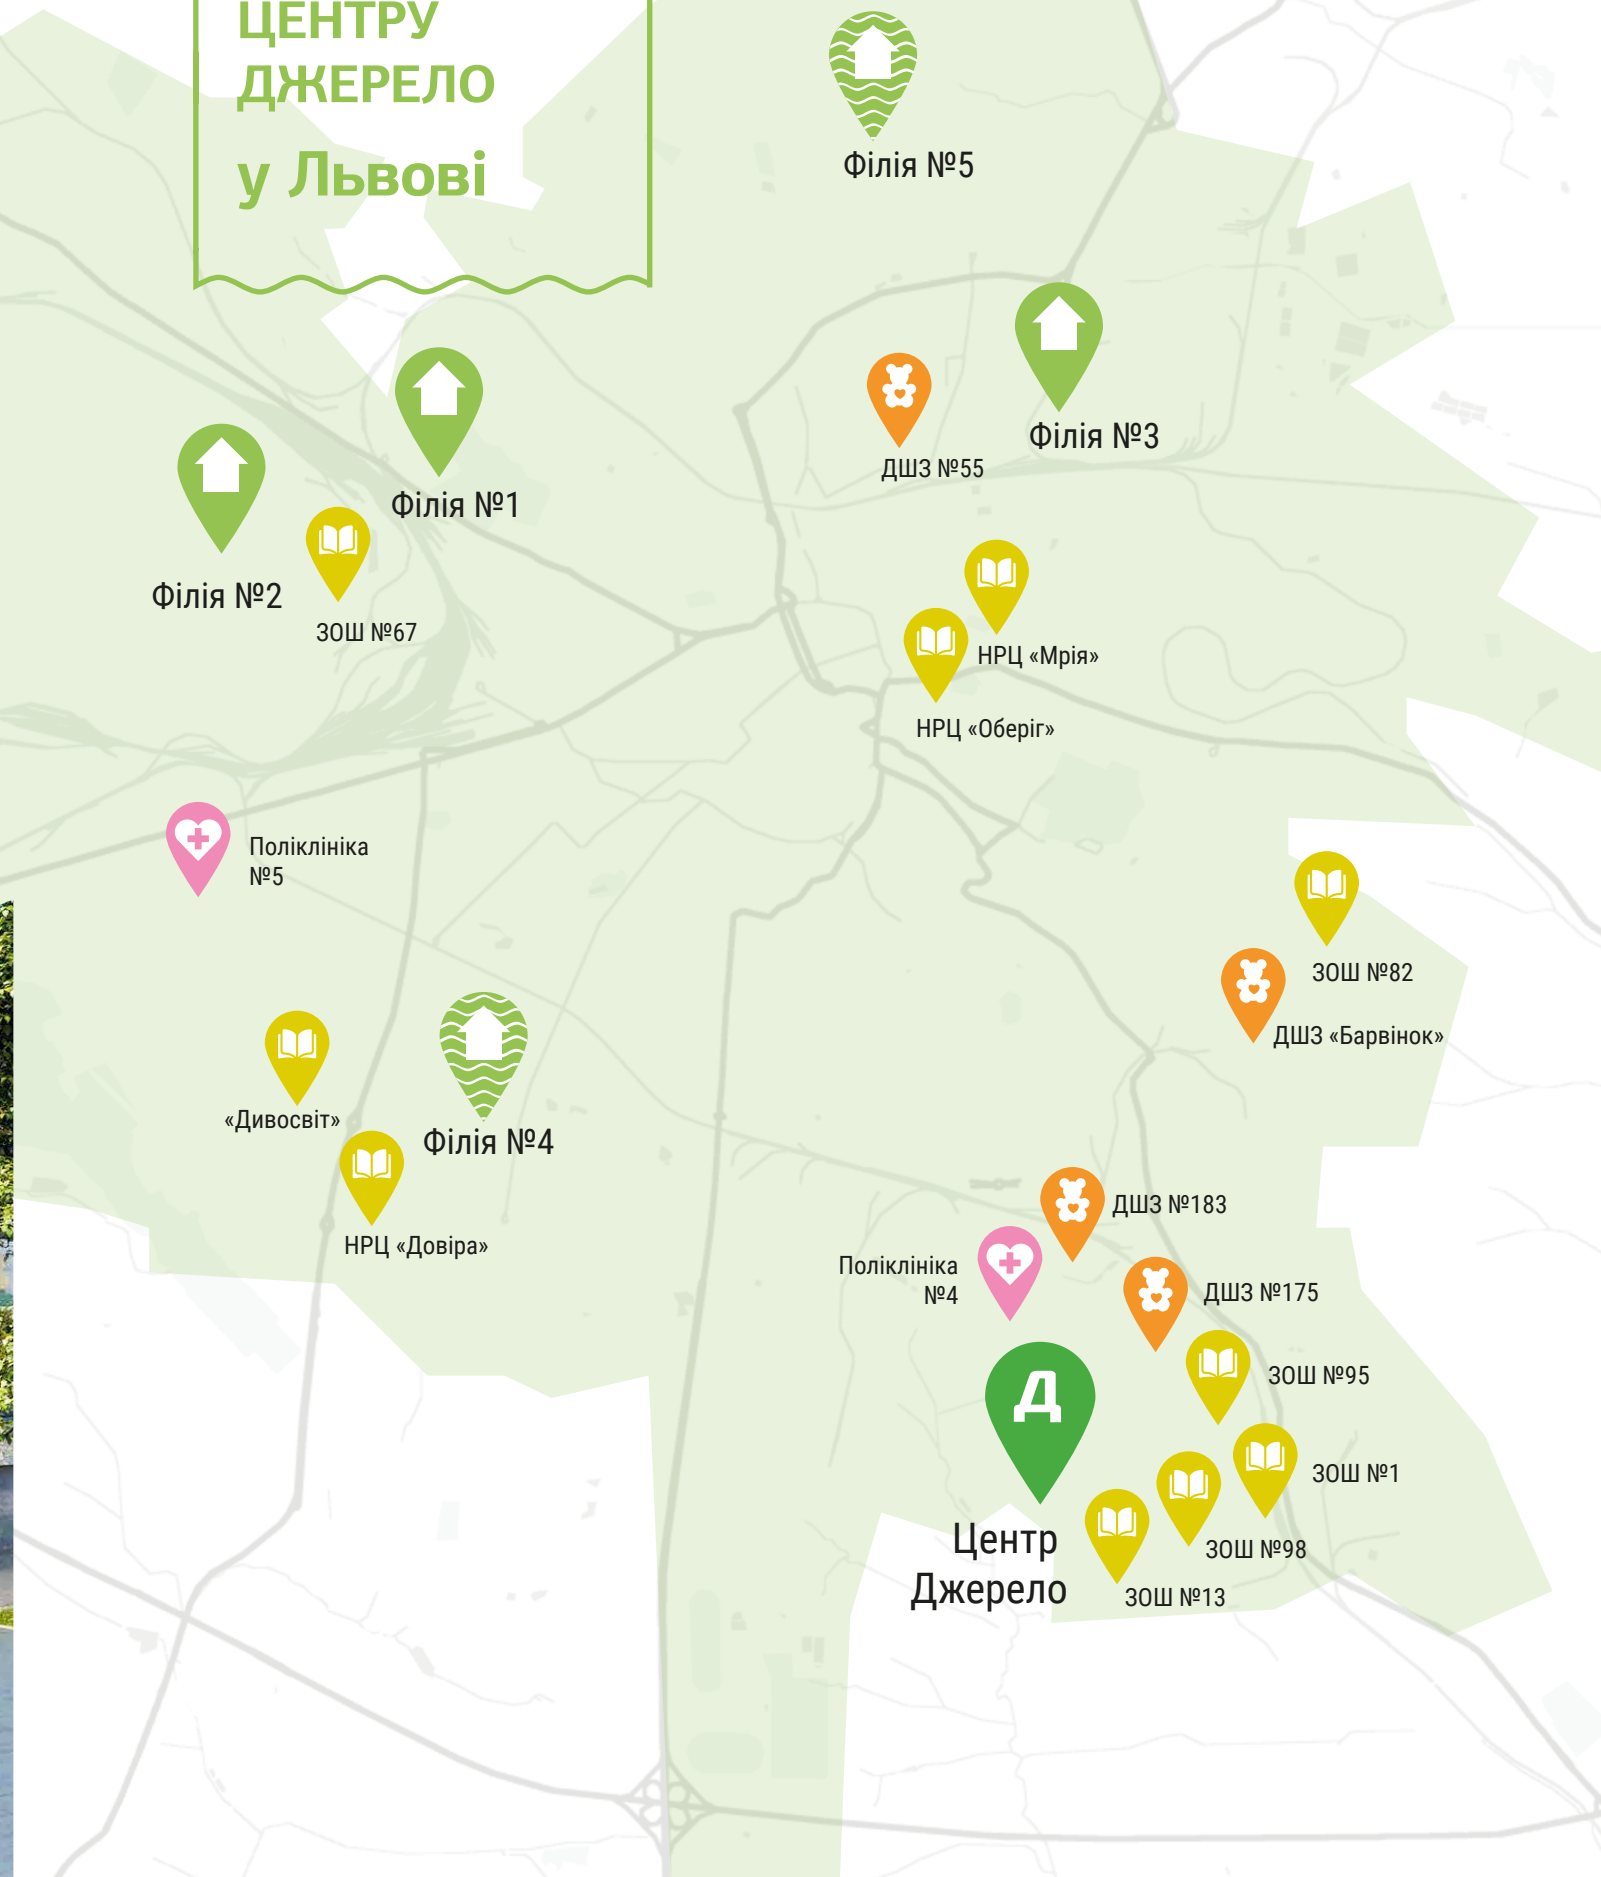 ЦЕНТРУ
ДЖЕРЕЛО
у Львові
Філія №5
Філія №3
ДШЗ №55
Філія №1
Філія №2
ЗОШ №67
НРЦ «Мрія»
НРЦ «Оберіг»
Поліклініка
№5
ЗОШ №82
ДШЗ «Барвінок»
«Дивосвіт»
Філія №4
НРЦ «Довіра»
ДШЗ №183
Поліклініка
№4
ДШЗ №175
ЗОШ №95
Д
ЗОШ №1
Центр
Джерело
ЗОШ №98
ЗОШ №13